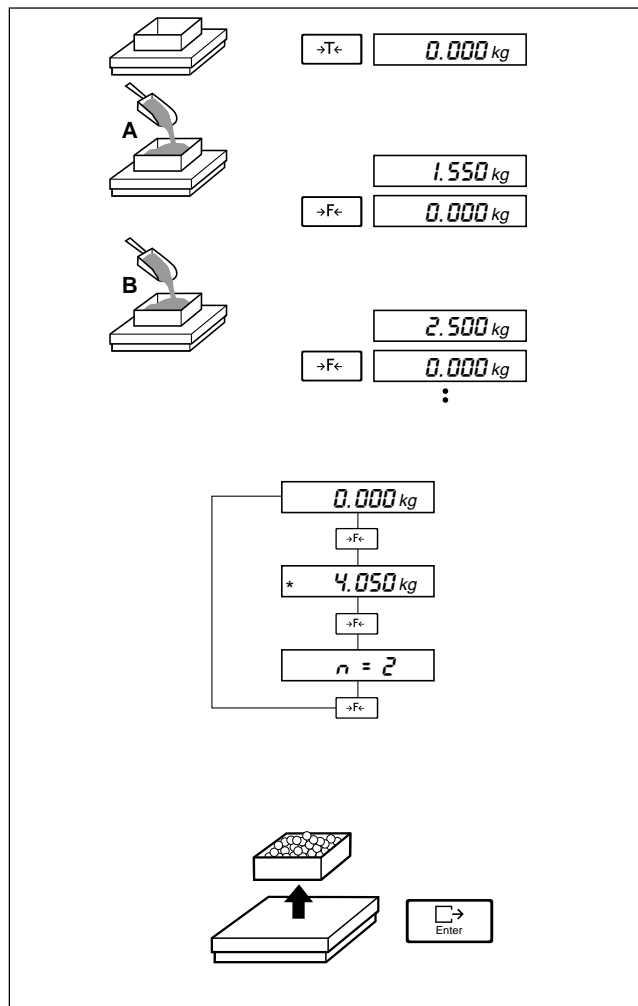 →T← 0.000 kg
A
1.550 kg
→F← 0.000 kg
B
2.500 kg
→F← 0.000 kg
:
0.000 kg
→F←
* 4.050 kg
→F←
n = 2
→F←
Enter